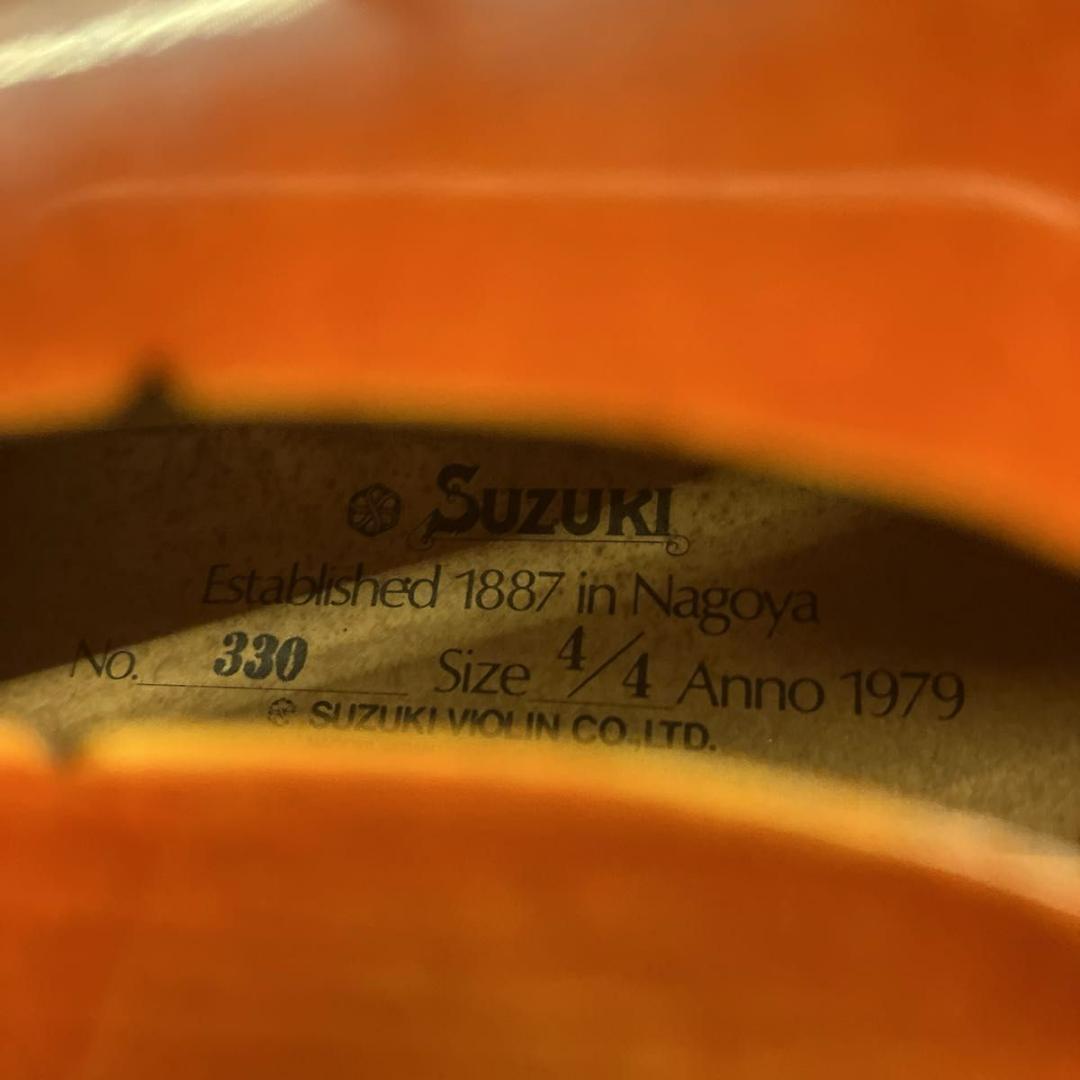 SUZUKI
Established 1887 in Nagoya
No. 330 Size 4/4 Anno 1979
SUZUKI VIOLIN CO.,LTD.